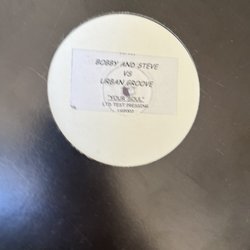 BOBBY AND STEVE
VS
URBAN GROOVE
"YOUR SOUL"
LTD TEST PRESSING